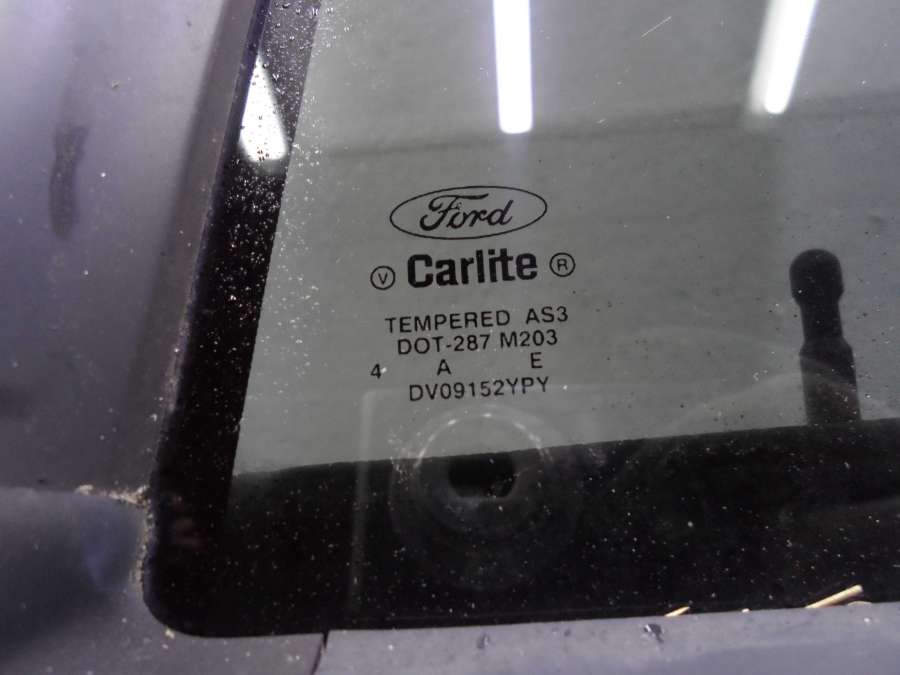 Ford
V Carlite R
TEMPERED AS3
DOT-287 M203
4 A E
DV09152YPY